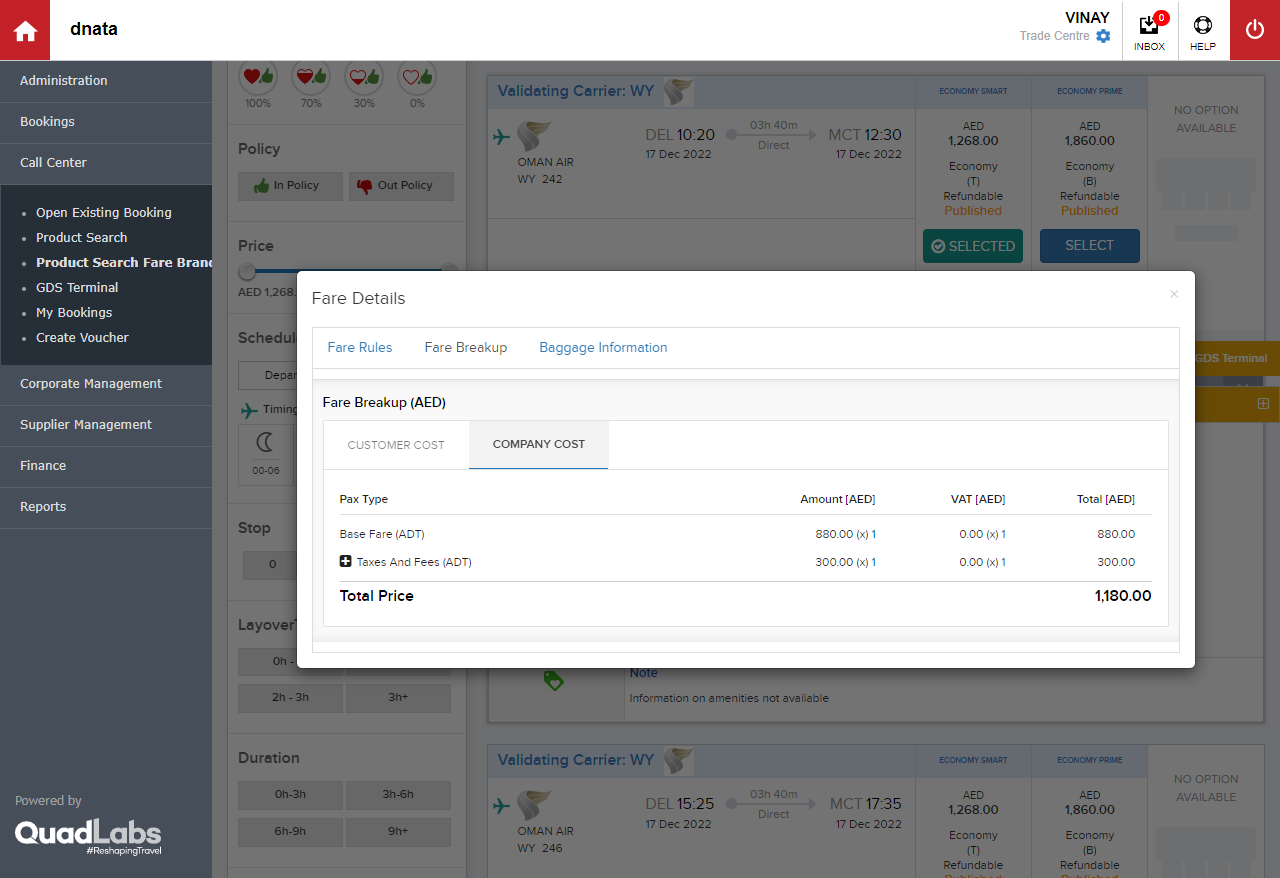 dnata
VINAY
Trade Centre
0
INBOX
HELP
Administration
Bookings
Call Center
Open Existing Booking
Product Search
Product Search Fare Brand
GDS Terminal
My Bookings
Create Voucher
Corporate Management
Supplier Management
Finance
Reports
Powered by
QuadLabs
#ReshapingTravel
100% 70% 30% 0%
Policy
In Policy Out Policy
Price
AED 1,268.
Schedul
Depar
Timing
00-06
Stop
0
LayoverT
0h -
2h - 3h 3h+
Duration
0h-3h 3h-6h
6h-9h 9h+
Validating Carrier: WY
ECONOMY SMART ECONOMY PRIME
NO OPTION
AVAILABLE
OMAN AIR
WY 242
DEL 10:20 03h 40m MCT 12:30
17 Dec 2022 Direct 17 Dec 2022
AED
1,268.00
Economy
(T)
Refundable
Published
SELECTED
AED
1,860.00
Economy
(B)
Refundable
Published
SELECT
GDS Terminal
Fare Details ×
Fare Rules Fare Breakup Baggage Information
Fare Breakup (AED)
CUSTOMER COST COMPANY COST
Pax Type Amount [AED] VAT [AED] Total [AED]
Base Fare (ADT) 880.00 (x) 1 0.00 (x) 1 880.00
Taxes And Fees (ADT) 300.00 (x) 1 0.00 (x) 1 300.00
Total Price 1,180.00
Note
Information on amenities not available
Validating Carrier: WY
ECONOMY SMART ECONOMY PRIME
NO OPTION
AVAILABLE
OMAN AIR
WY 246
DEL 15:25 03h 40m MCT 17:35
17 Dec 2022 Direct 17 Dec 2022
AED
1,268.00
Economy
(T)
Refundable
Published
AED
1,860.00
Economy
(B)
Refundable
Published